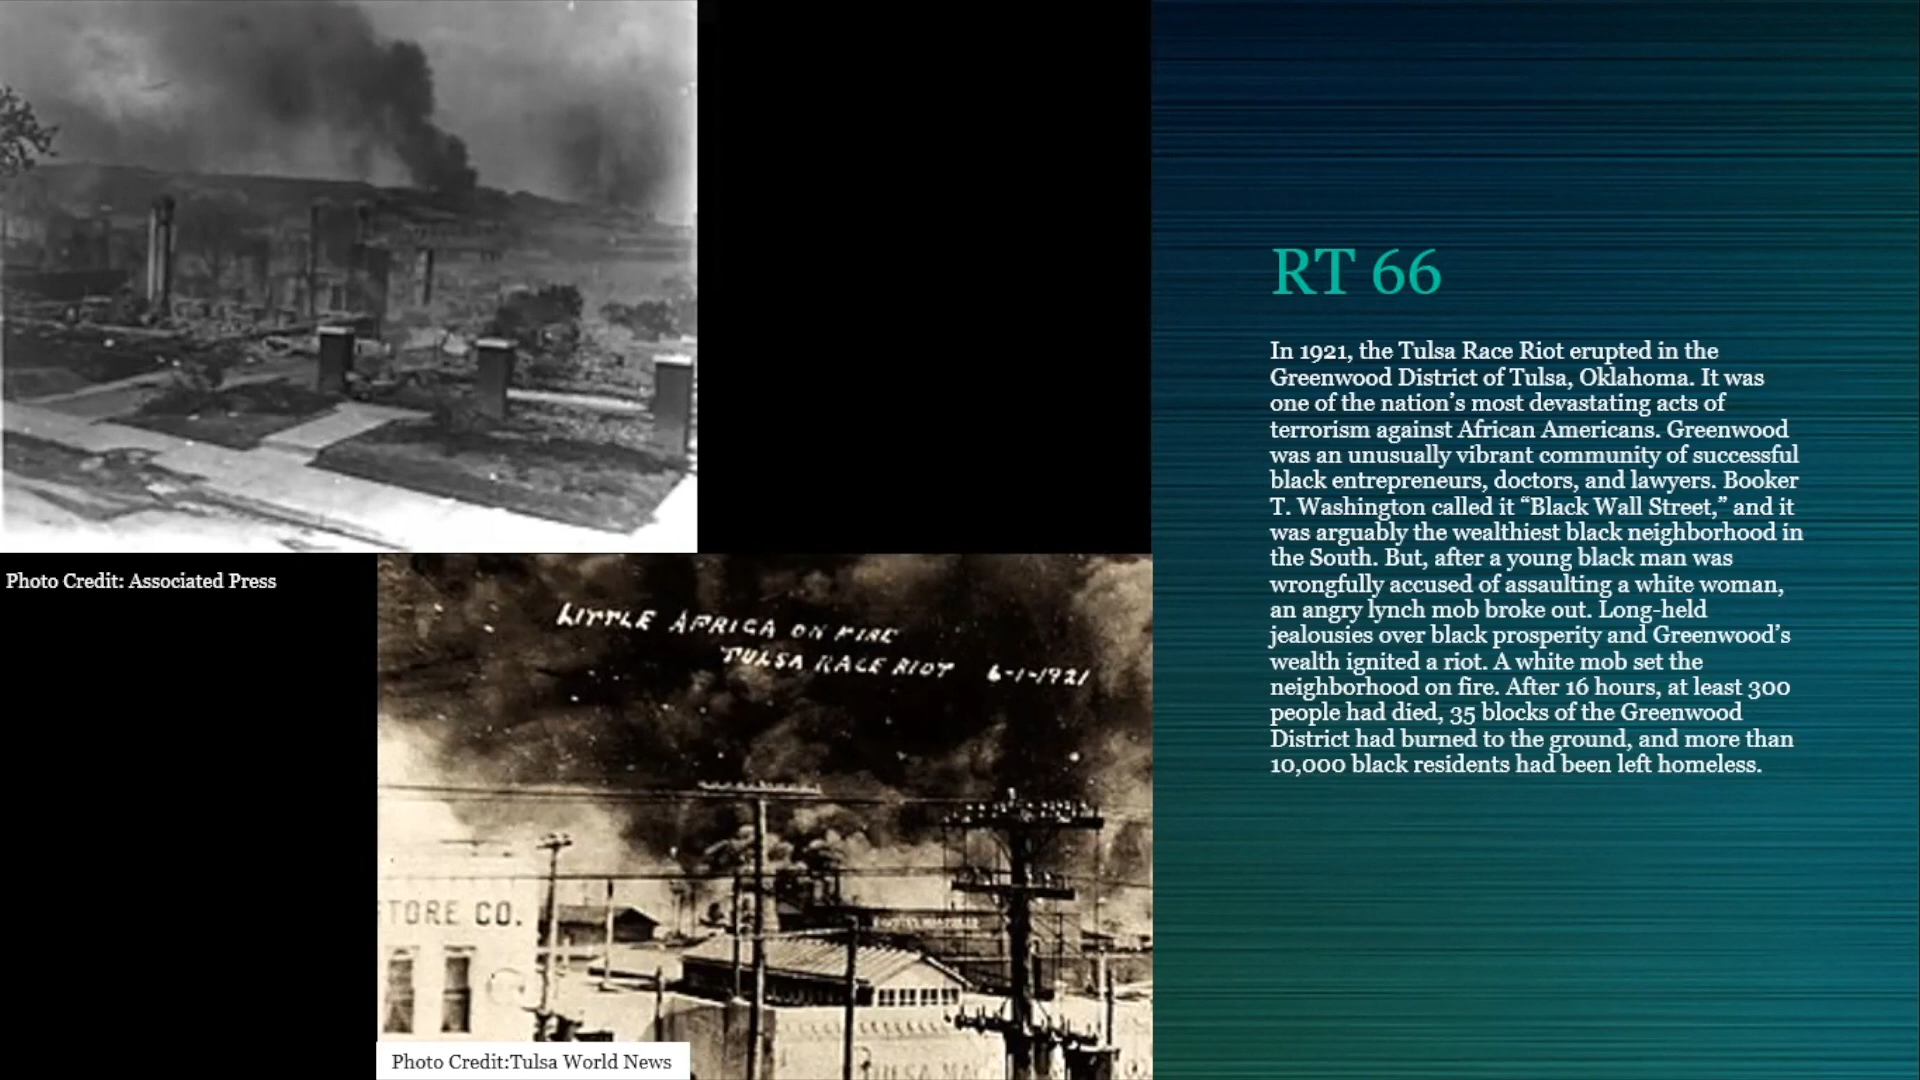 RT 66
In 1921, the Tulsa Race Riot erupted in the
Greenwood District of Tulsa, Oklahoma. It was
one of the nation’s most devastating acts of
terrorism against African Americans. Greenwood
was an unusually vibrant community of successful
black entrepreneurs, doctors, and lawyers. Booker
T. Washington called it “Black Wall Street,” and it
was arguably the wealthiest black neighborhood in
the South. But, after a young black man was
wrongfully accused of assaulting a white woman,
an angry lynch mob broke out. Long-held
jealousies over black prosperity and Greenwood’s
wealth ignited a riot. A white mob set the
neighborhood on fire. After 16 hours, at least 300
people had died, 35 blocks of the Greenwood
District had burned to the ground, and more than
10,000 black residents had been left homeless.
Photo Credit: Associated Press
LITTLE AFRICA ON FIRE
TULSA RACE RIOT 6-1-1921
TORE CO.
TULSA
Photo Credit:Tulsa World News